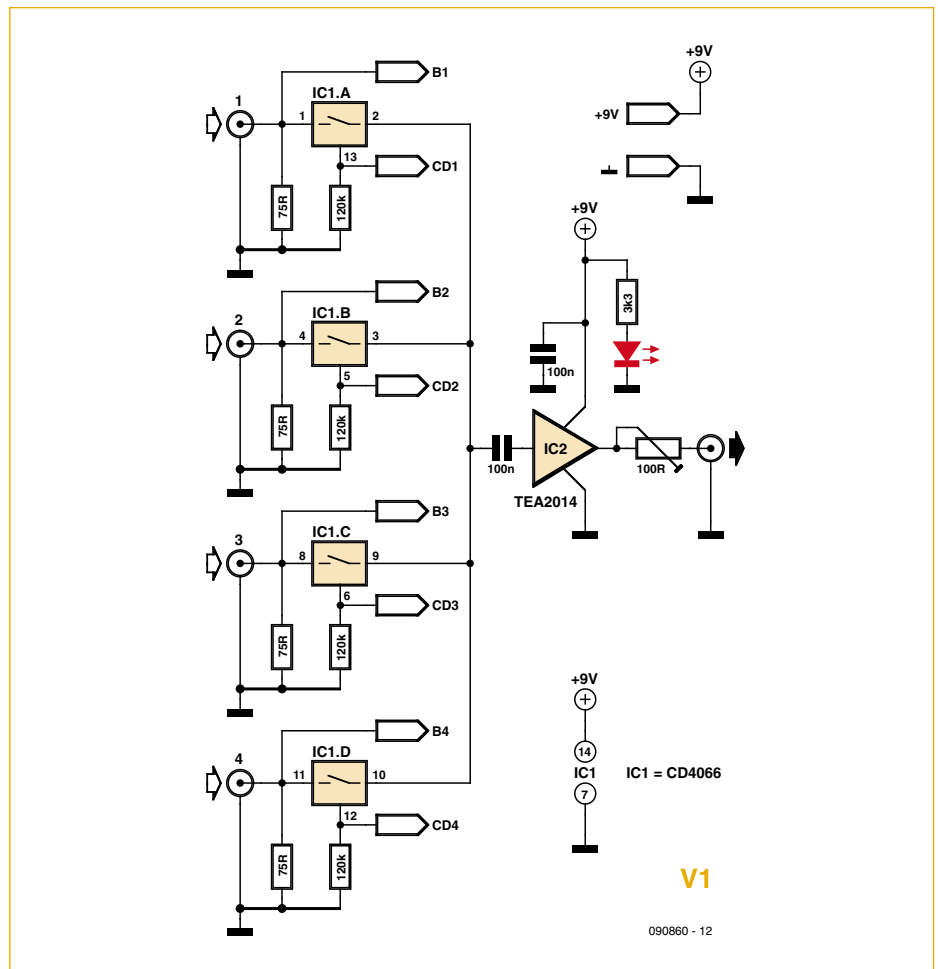 B1
+9V
1
IC1.A
1
2
+9V
13
CD1
75R
120k
+9V
B2
2
IC1.B
4
3
3k3
5
CD2
100n
75R
120k
100n
IC2
100R
TEA2014
B3
3
IC1.C
8
9
6
CD3
75R
120k
+9V
B4
4
IC1.D
11
10
14
IC1
IC1 = CD4066
7
12
CD4
75R
120k
V1
090860 - 12